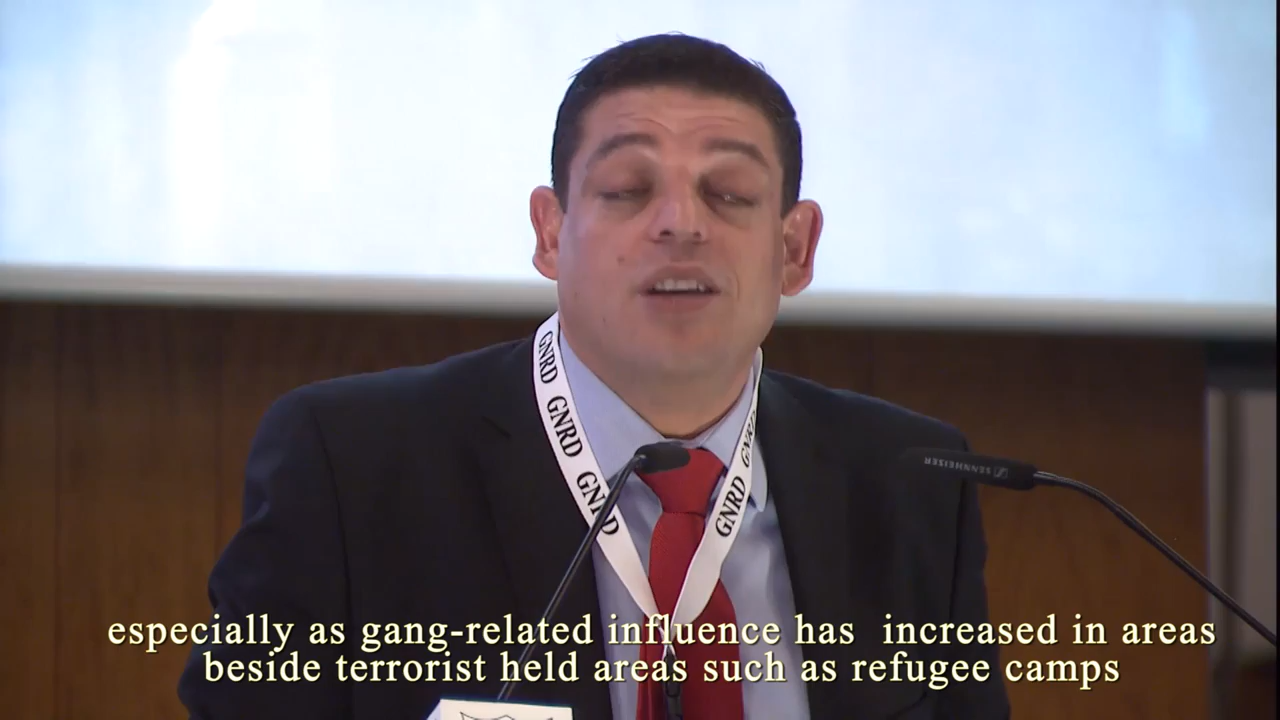 GNRD
GNRD
GNRD
GNRD
GNRD
SENNHEISER
especially as gang-related influence has increased in areas
beside terrorist held areas such as refugee camps